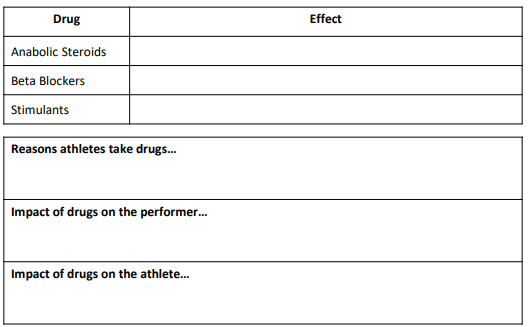 Drug Effect
Anabolic Steroids
Beta Blockers
Stimulants
Reasons athletes take drugs…
Impact of drugs on the performer…
Impact of drugs on the athlete…